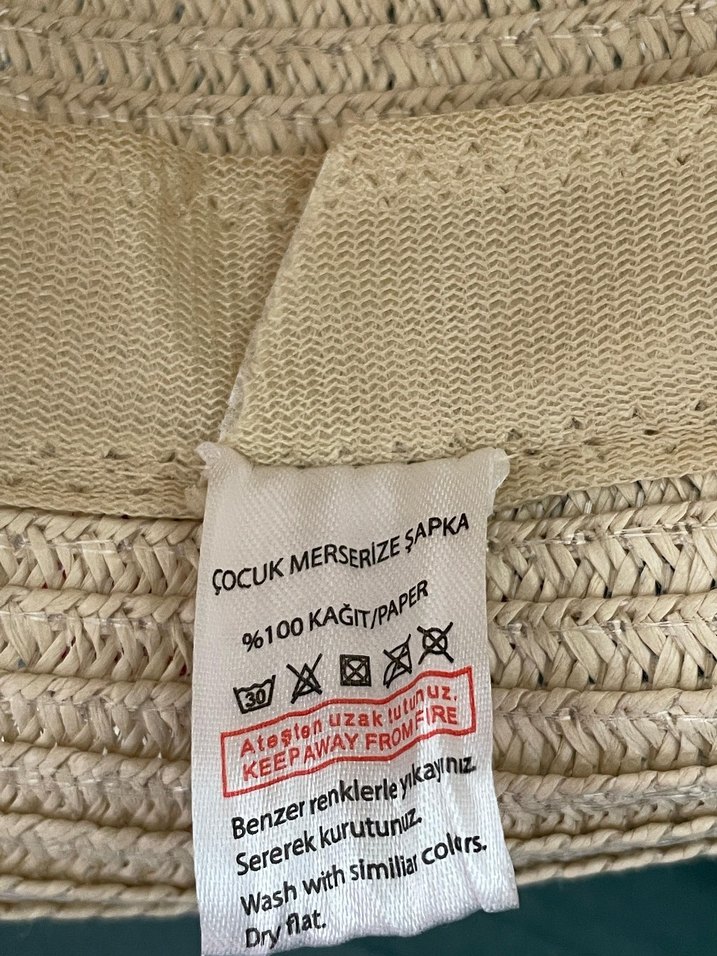 ÇOCUK MERSERİZE ŞAPKA
%100 KAĞIT/PAPER
30
Ateşten uzak tutunuz.
KEEP AWAY FROM FIRE
Benzer renklerle yıkayınız.
Sererek kurutunuz.
Wash with similiar colors.
Dry flat.